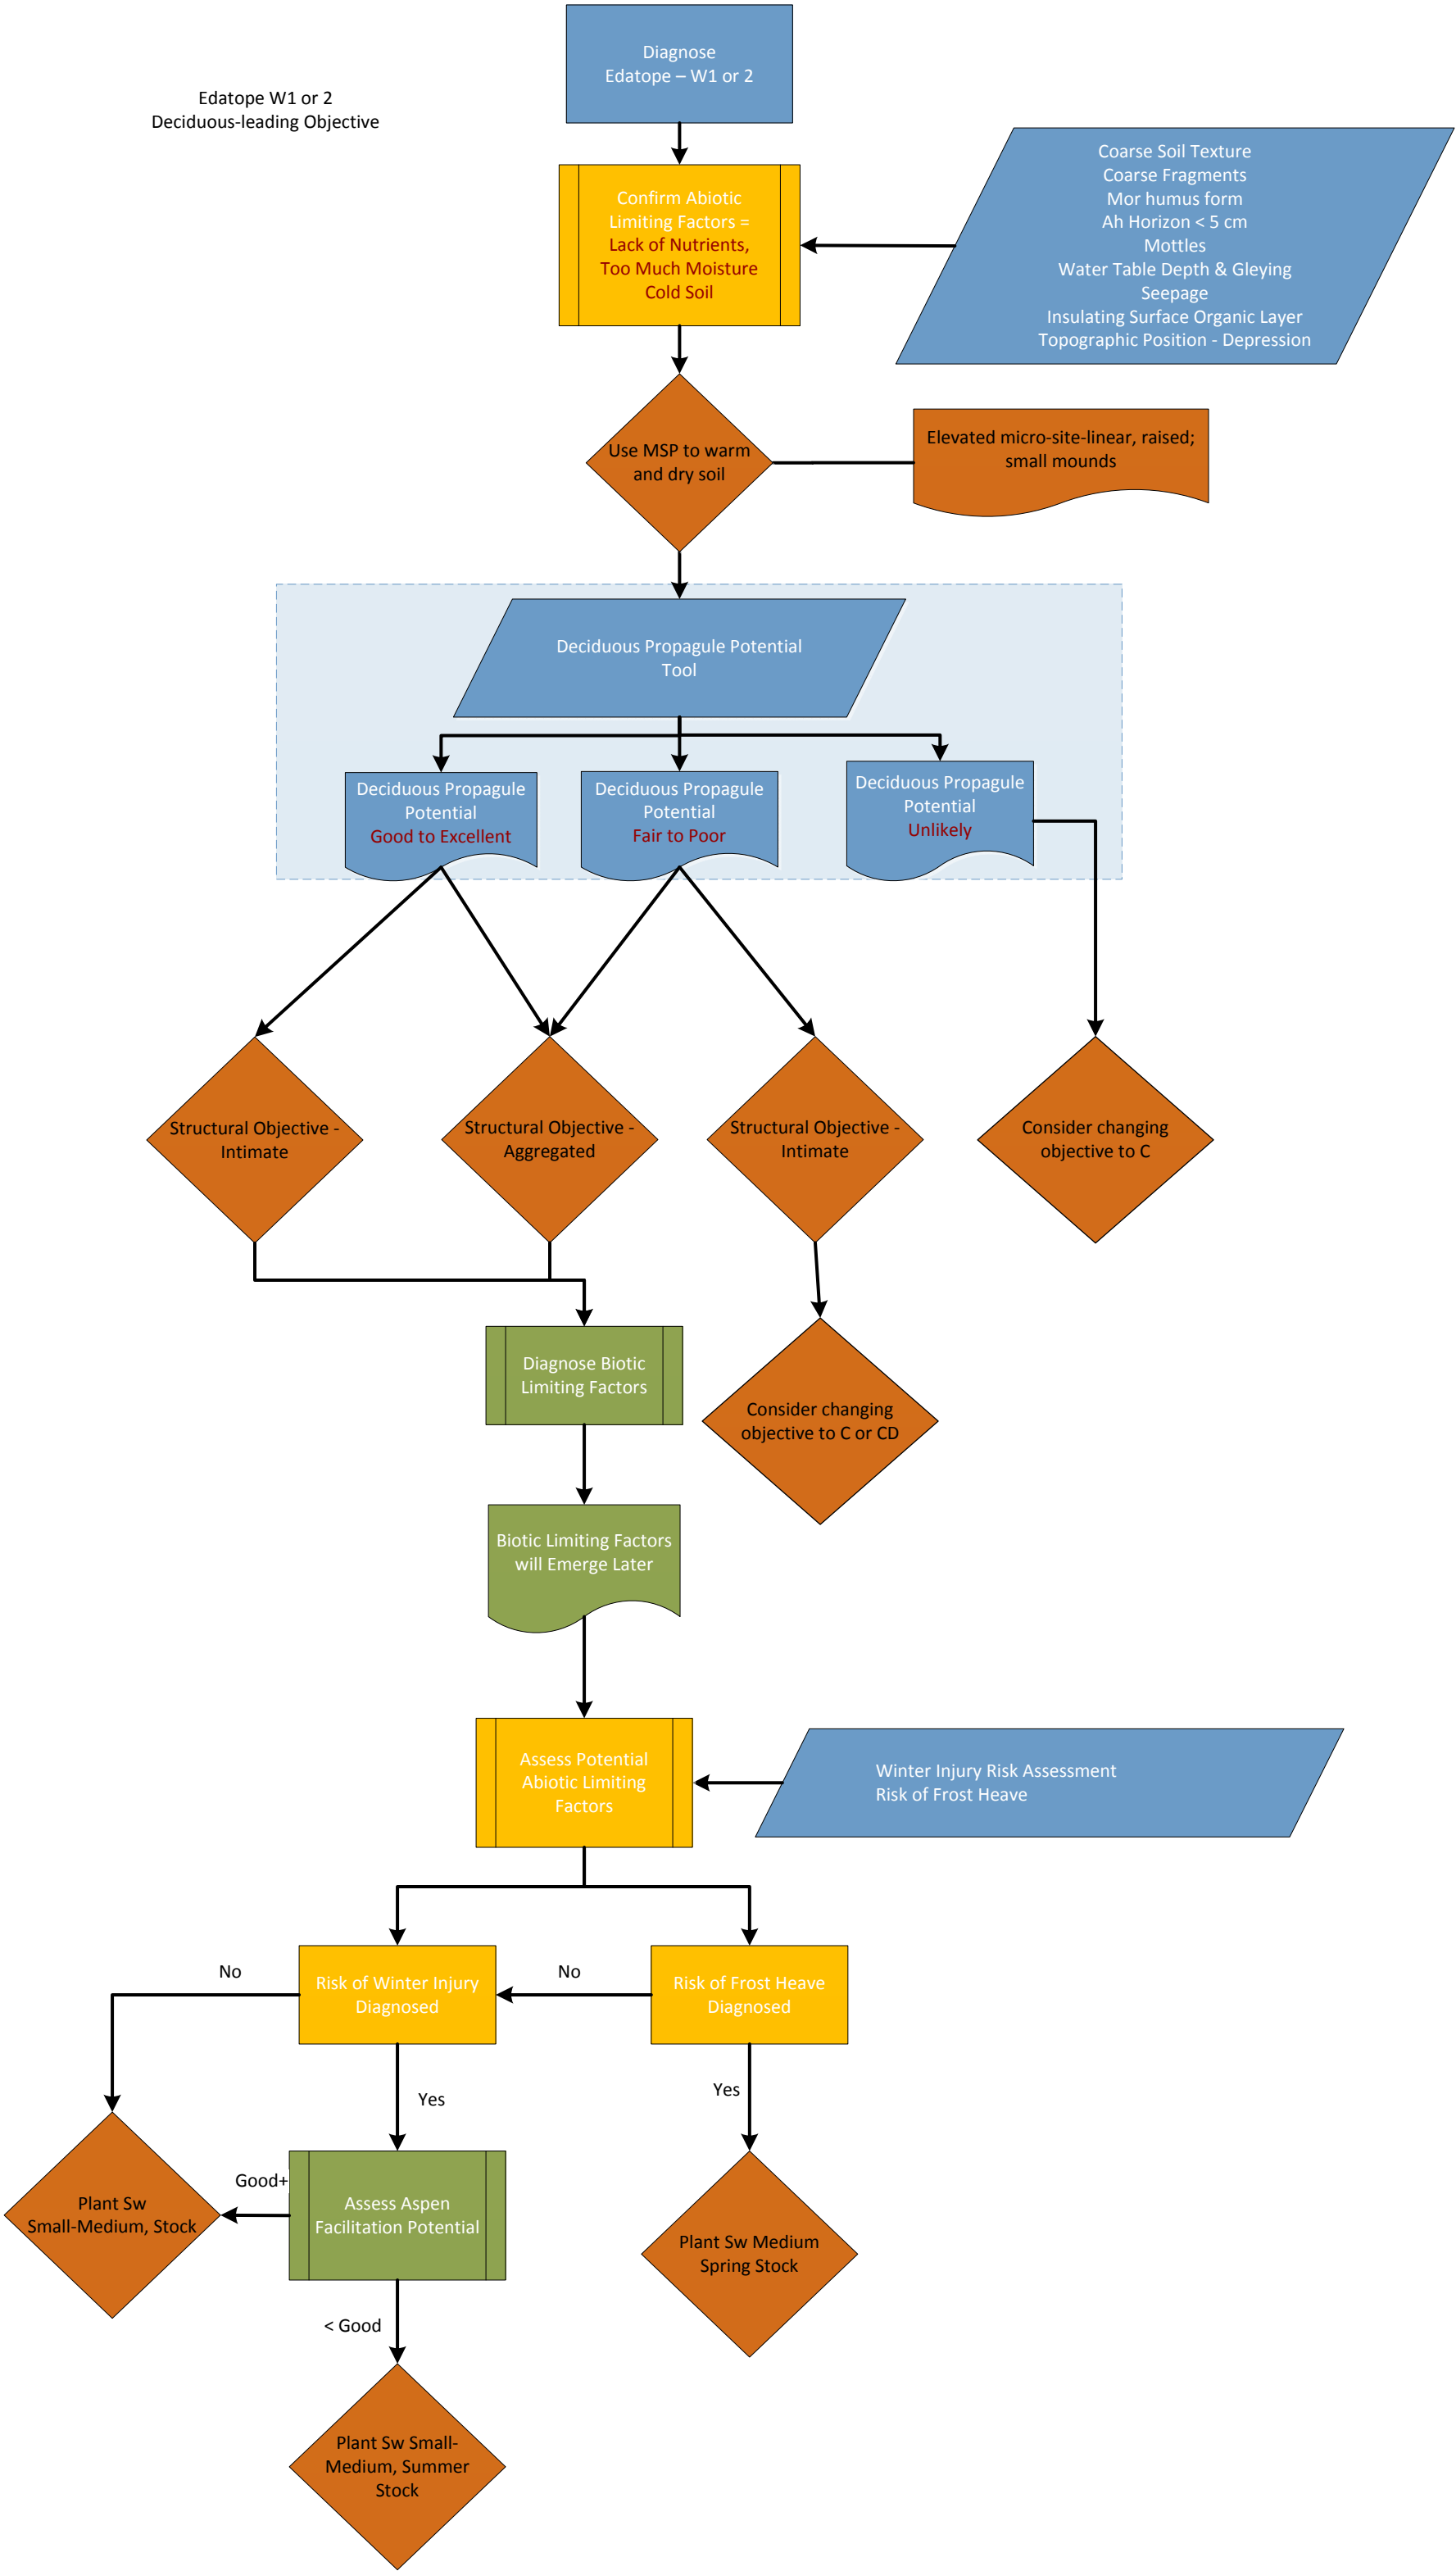 Diagnose
Edatope – W1 or 2
Edatope W1 or 2
Deciduous-leading Objective
Confirm Abiotic
Limiting Factors =
Lack of Nutrients,
Too Much Moisture
Cold Soil
Coarse Soil Texture
Coarse Fragments
Mor humus form
Ah Horizon < 5 cm
Mottles
Water Table Depth & Gleying
Seepage
Insulating Surface Organic Layer
Topographic Position - Depression
Use MSP to warm
and dry soil
Elevated micro-site-linear, raised;
small mounds
Deciduous Propagule Potential
Tool
Deciduous Propagule
Potential
Good to Excellent
Deciduous Propagule
Potential
Fair to Poor
Deciduous Propagule
Potential
Unlikely
Structural Objective -
Intimate
Structural Objective -
Aggregated
Structural Objective -
Intimate
Consider changing
objective to C
Diagnose Biotic
Limiting Factors
Consider changing
objective to C or CD
Biotic Limiting Factors
will Emerge Later
Assess Potential
Abiotic Limiting
Factors
Winter Injury Risk Assessment
Risk of Frost Heave
No
Risk of Winter Injury
Diagnosed
No
Risk of Frost Heave
Diagnosed
Yes
Yes
Good+
Plant Sw
Small-Medium, Stock
Assess Aspen
Facilitation Potential
Plant Sw Medium
Spring Stock
< Good
Plant Sw Small-
Medium, Summer
Stock